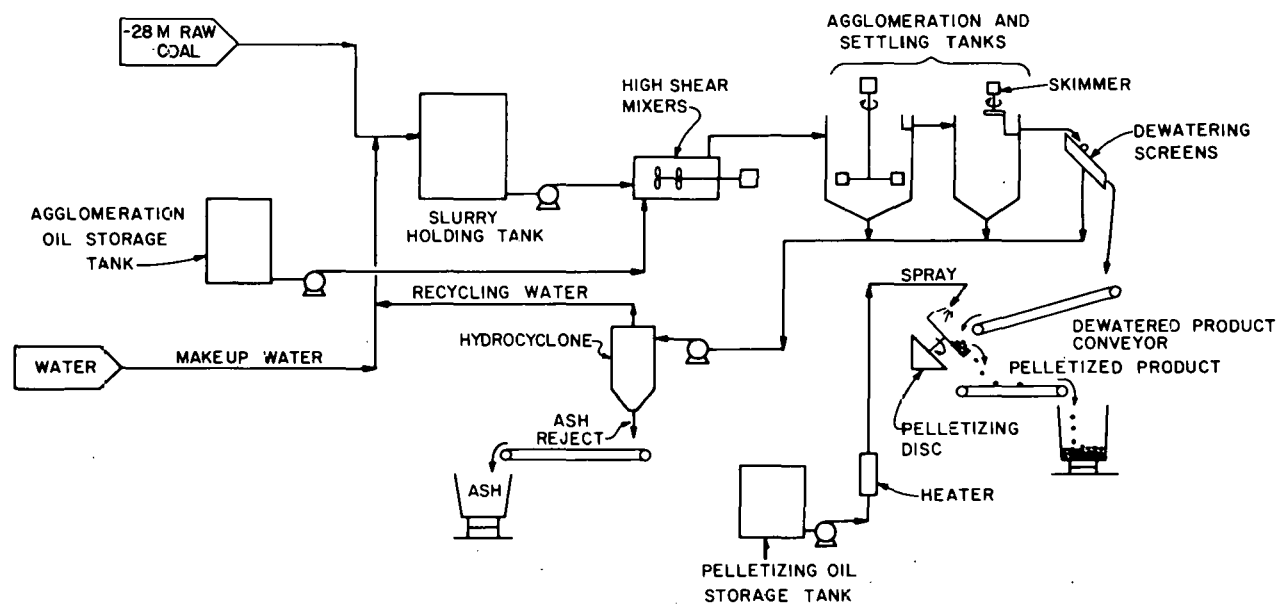 -28 M RAW
COAL
AGGLOMERATION AND
SETTLING TANKS
HIGH SHEAR
MIXERS
SKIMMER
DEWATERING
SCREENS
AGGLOMERATION
OIL STORAGE
TANK
SLURRY
HOLDING TANK
SPRAY
RECYCLING WATER
HYDROCYCLONE
DEWATERED PRODUCT
CONVEYOR
WATER
MAKEUP WATER
PELLETIZED PRODUCT
ASH
REJECT
PELLETIZING
DISC
ASH
HEATER
PELLETIZING OIL
STORAGE TANK